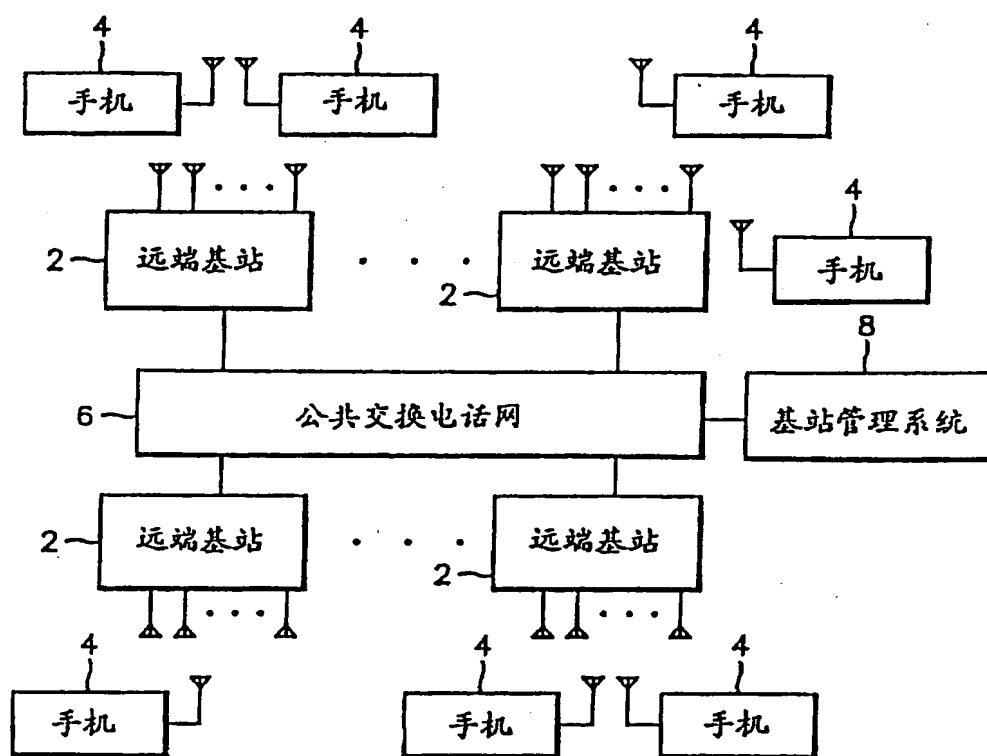 4 4 4
手机 手机 手机
4
2 远端基站 2 远端基站 手机
8
6 公共交换电话网 基站管理系统
2 远端基站 2 远端基站
4 4 4
手机 手机 手机